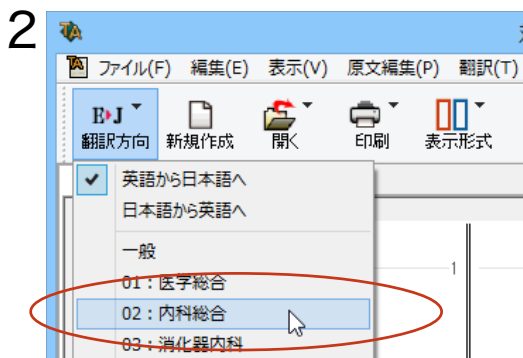 2
TA
ファイル(F) 編集(E) 表示(V) 原文編集(P) 翻訳(T)
E▸J
翻訳方向 新規作成 開く 印刷 表示形式
英語から日本語へ
日本語から英語へ
一般
01：医学総合
02：内科総合
03：消化器内科
1